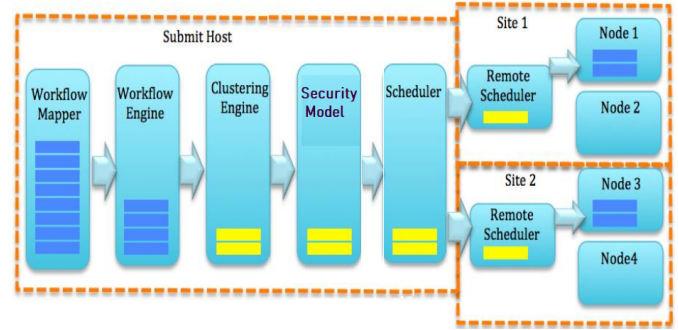 Submit Host
Workflow
Mapper
Workflow
Engine
Clustering
Engine
Security
Model
Scheduler
Site 1
Remote
Scheduler
Node 1
Node 2
Site 2
Remote
Scheduler
Node 3
Node4